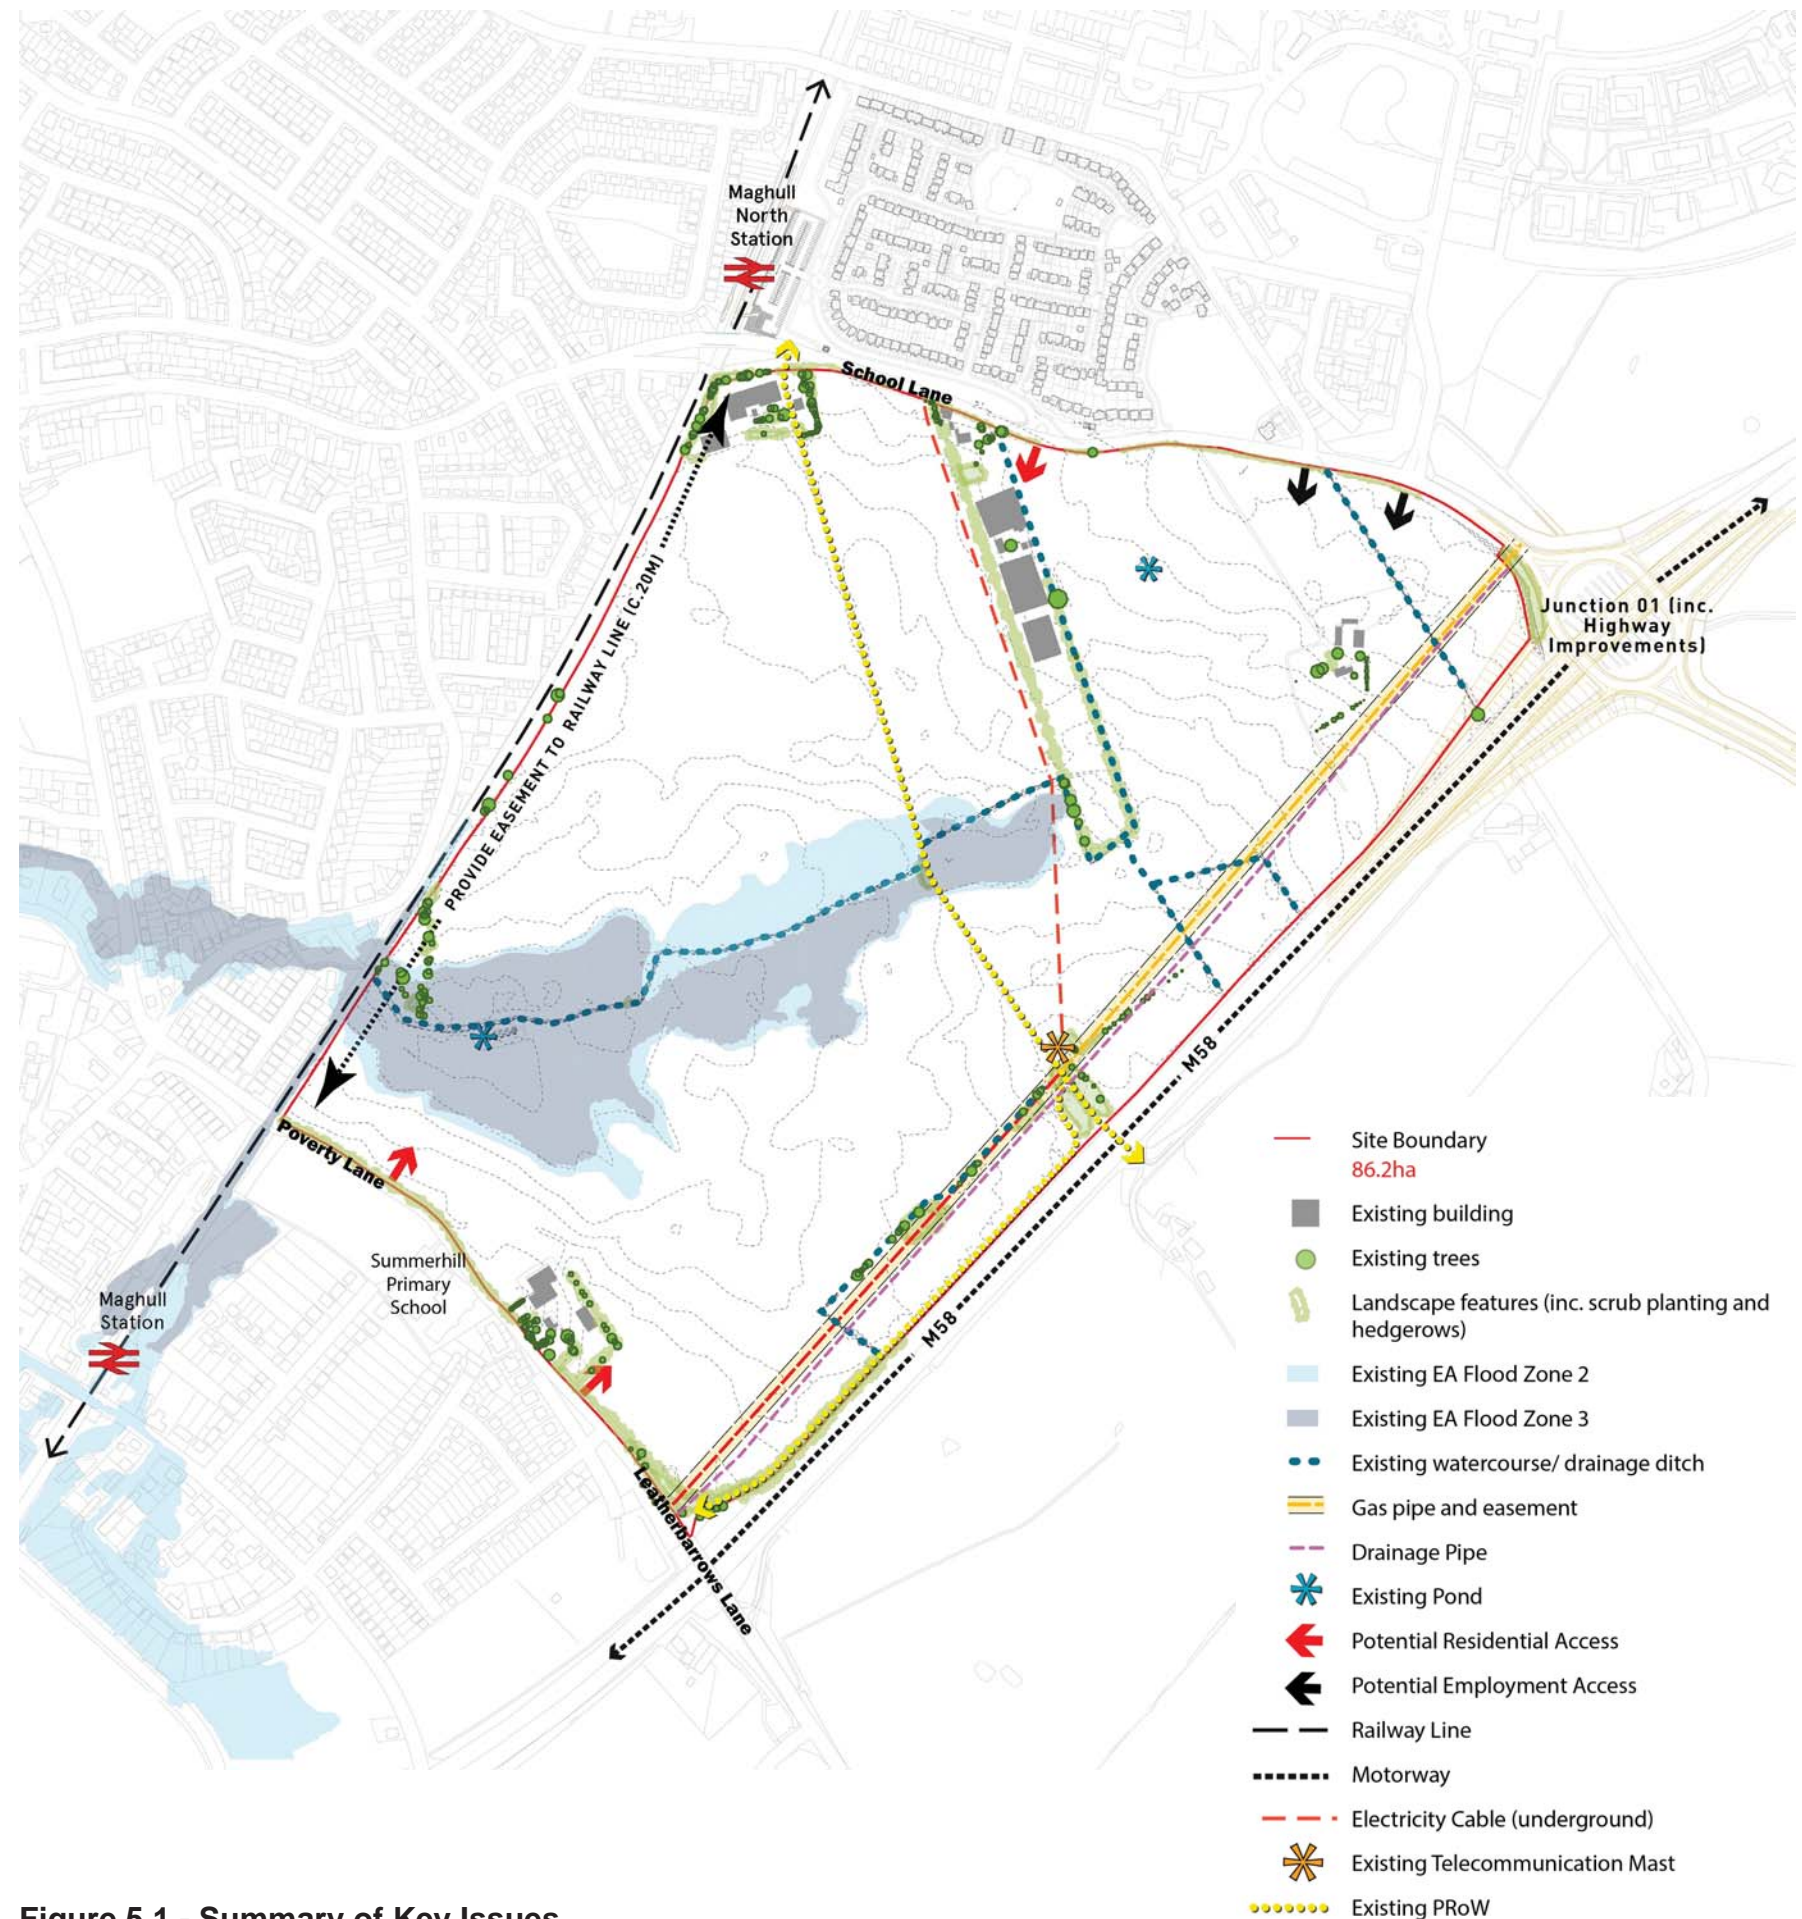 Maghull
North
Station
School Lane
PROVIDE EASEMENT TO RAILWAY LINE (C.20M)
Junction 01 (inc.
Highway
Improvements)
M58
Poverty Lane
Summerhill
Primary
School
Maghull
Station
M58
Leatherbarrows Lane
Site Boundary
86.2ha
Existing building
Existing trees
Landscape features (inc. scrub planting and
hedgerows)
Existing EA Flood Zone 2
Existing EA Flood Zone 3
Existing watercourse/ drainage ditch
Gas pipe and easement
Drainage Pipe
Existing Pond
Potential Residential Access
Potential Employment Access
Railway Line
Motorway
Electricity Cable (underground)
Existing Telecommunication Mast
Existing PRoW
Figure 5.1 - Summary of Key Issues